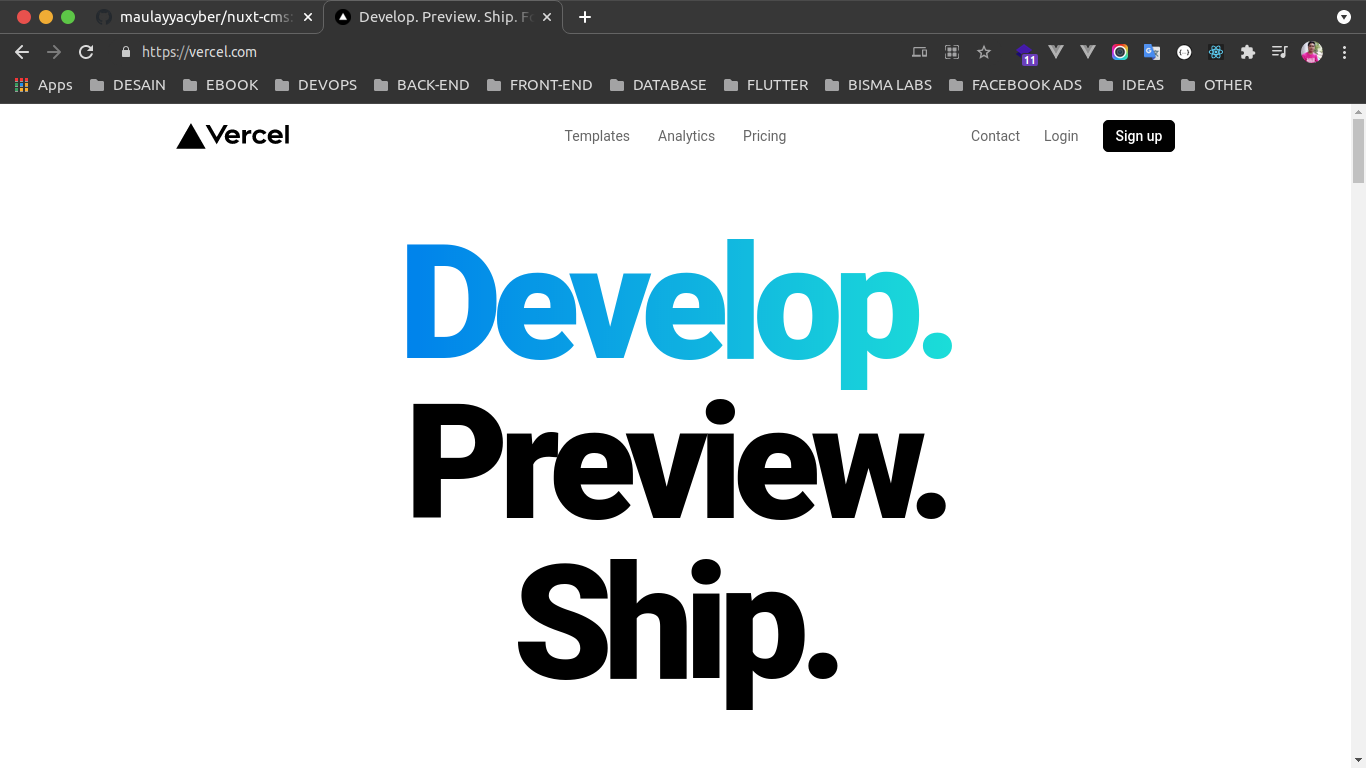 maulayyacyber/nuxt-cms:
Develop. Preview. Ship. Fo
https://vercel.com
11
Apps
DESAIN
EBOOK
DEVOPS
BACK-END
FRONT-END
DATABASE
FLUTTER
BISMA LABS
FACEBOOK ADS
IDEAS
OTHER
Vercel
Templates
Analytics
Pricing
Contact
Login
Sign up
Develop.
Preview.
Ship.